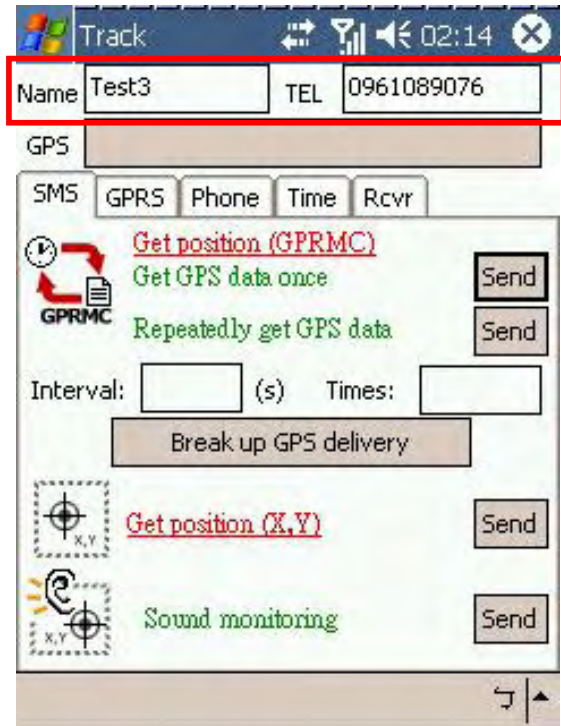 Track 02:14
Name Test3 TEL 0961089076
GPS
SMS GPRS Phone Time Rcvr
Get position (GPRMC)
Get GPS data once Send
GPRMC
Repeatedly get GPS data Send
Interval: (s) Times:
Break up GPS delivery
X,Y Get position (X,Y) Send
X,Y Sound monitoring Send